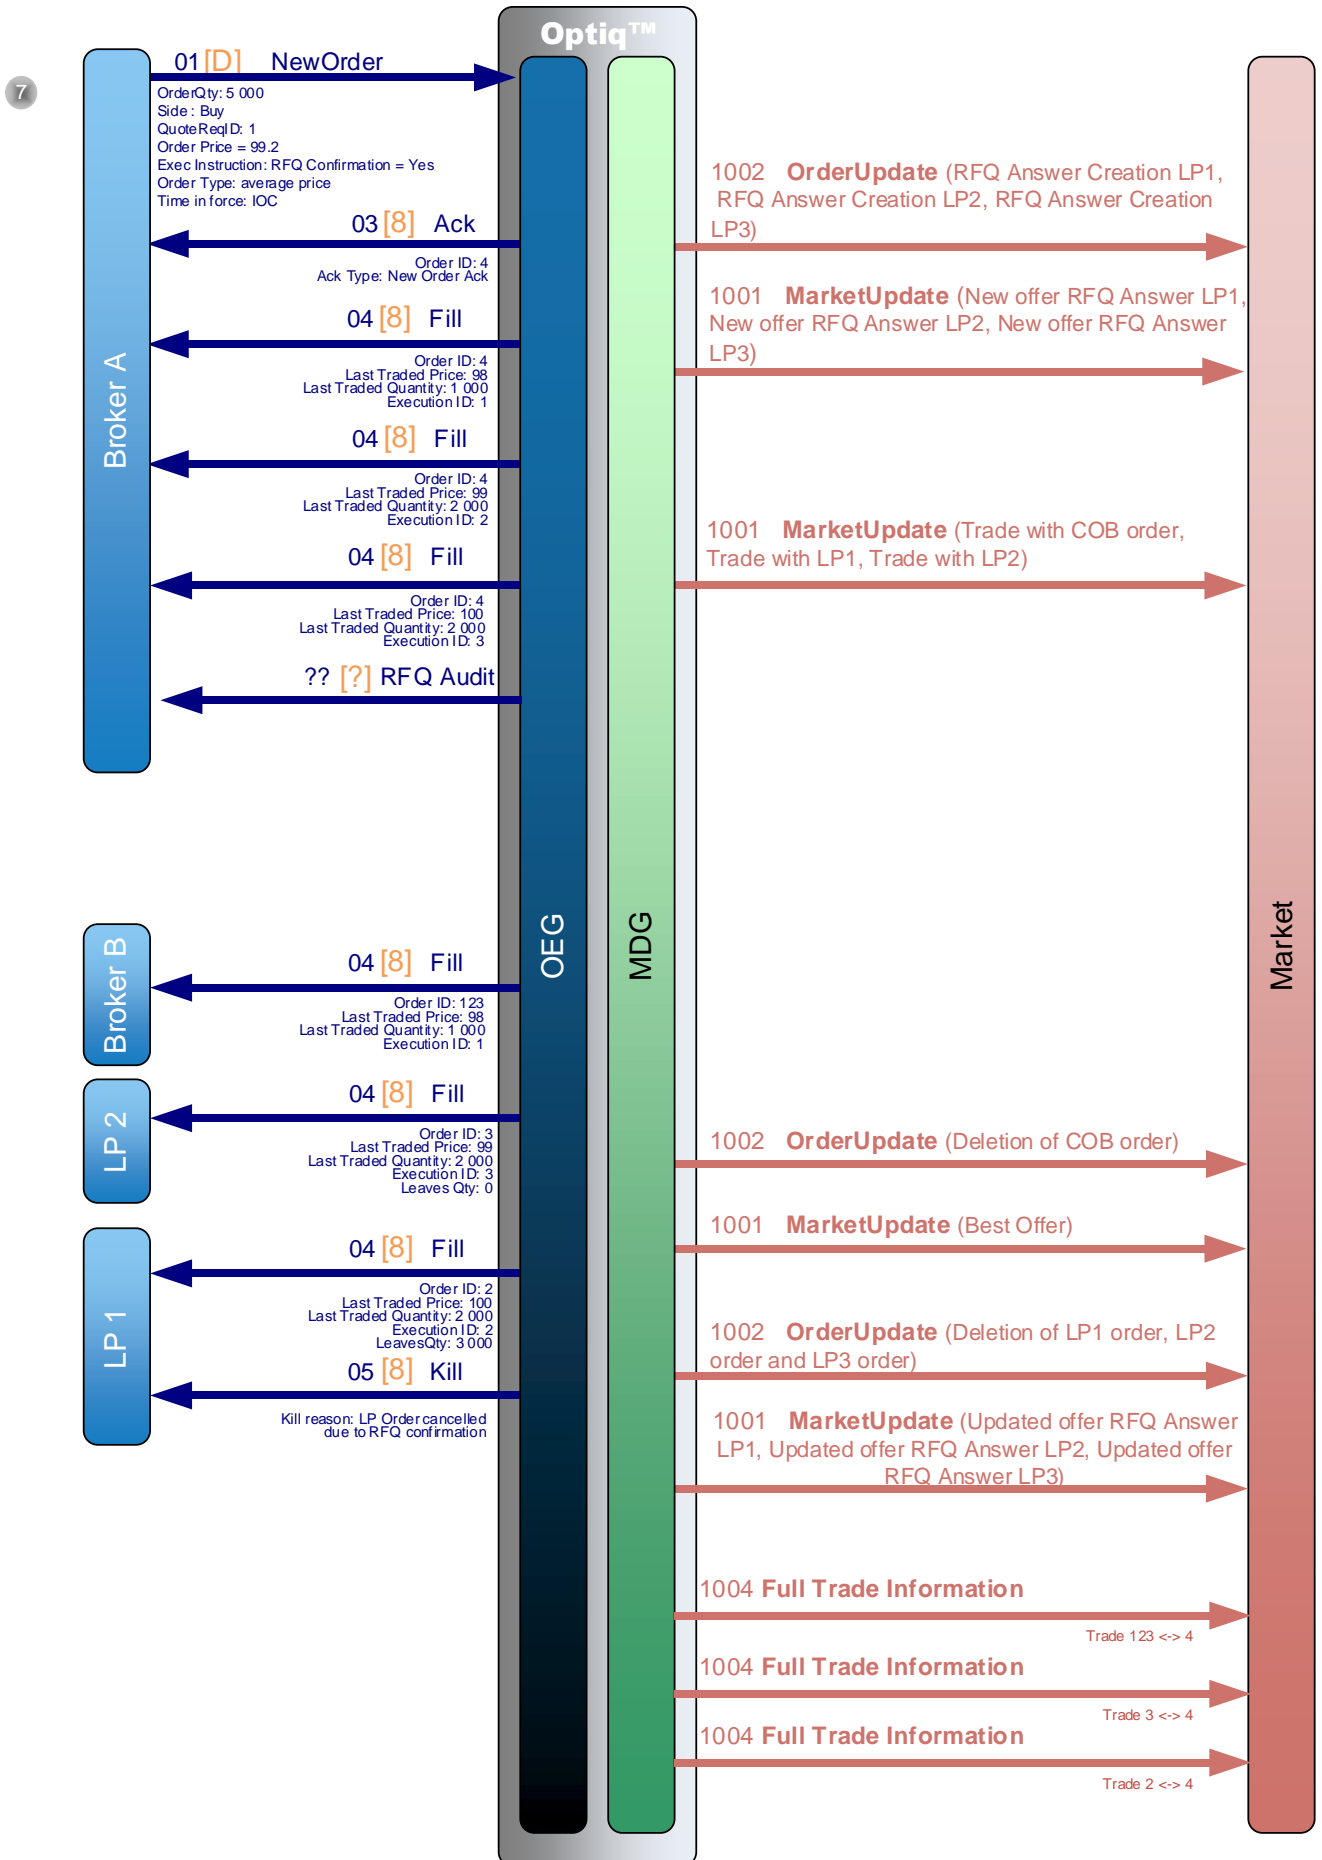 Optiq™
7
01 [D] NewOrder
OrderQty: 5 000
Side : Buy
QuoteReqID: 1
Order Price = 99.2
Exec Instruction: RFQ Confirmation = Yes
Order Type: average price
Time in force: IOC
03 [8] Ack
Order ID: 4
Ack Type: New Order Ack
04 [8] Fill
Order ID: 4
Last Traded Price: 98
Last Traded Quantity: 1 000
Execution ID: 1
04 [8] Fill
Order ID: 4
Last Traded Price: 99
Last Traded Quantity: 2 000
Execution ID: 2
04 [8] Fill
Order ID: 4
Last Traded Price: 100
Last Traded Quantity: 2 000
Execution ID: 3
?? [?] RFQ Audit
Broker A
Broker B
04 [8] Fill
Order ID: 123
Last Traded Price: 98
Last Traded Quantity: 1 000
Execution ID: 1
LP 2
04 [8] Fill
Order ID: 3
Last Traded Price: 99
Last Traded Quantity: 2 000
Execution ID: 3
Leaves Qty: 0
LP 1
04 [8] Fill
Order ID: 2
Last Traded Price: 100
Last Traded Quantity: 2 000
Execution ID: 2
LeavesQty: 3 000
05 [8] Kill
Kill reason: LP Order cancelled
due to RFQ confirmation
OEG
MDG
1002 OrderUpdate (RFQ Answer Creation LP1,
RFQ Answer Creation LP2, RFQ Answer Creation
LP3)
1001 MarketUpdate (New offer RFQ Answer LP1,
New offer RFQ Answer LP2, New offer RFQ Answer
LP3)
1001 MarketUpdate (Trade with COB order,
Trade with LP1, Trade with LP2)
1002 OrderUpdate (Deletion of COB order)
1001 MarketUpdate (Best Offer)
1002 OrderUpdate (Deletion of LP1 order, LP2
order and LP3 order)
1001 MarketUpdate (Updated offer RFQ Answer
LP1, Updated offer RFQ Answer LP2, Updated offer
RFQ Answer LP3)
1004 Full Trade Information
Trade 123 <-> 4
1004 Full Trade Information
Trade 3 <-> 4
1004 Full Trade Information
Trade 2 <-> 4
Market